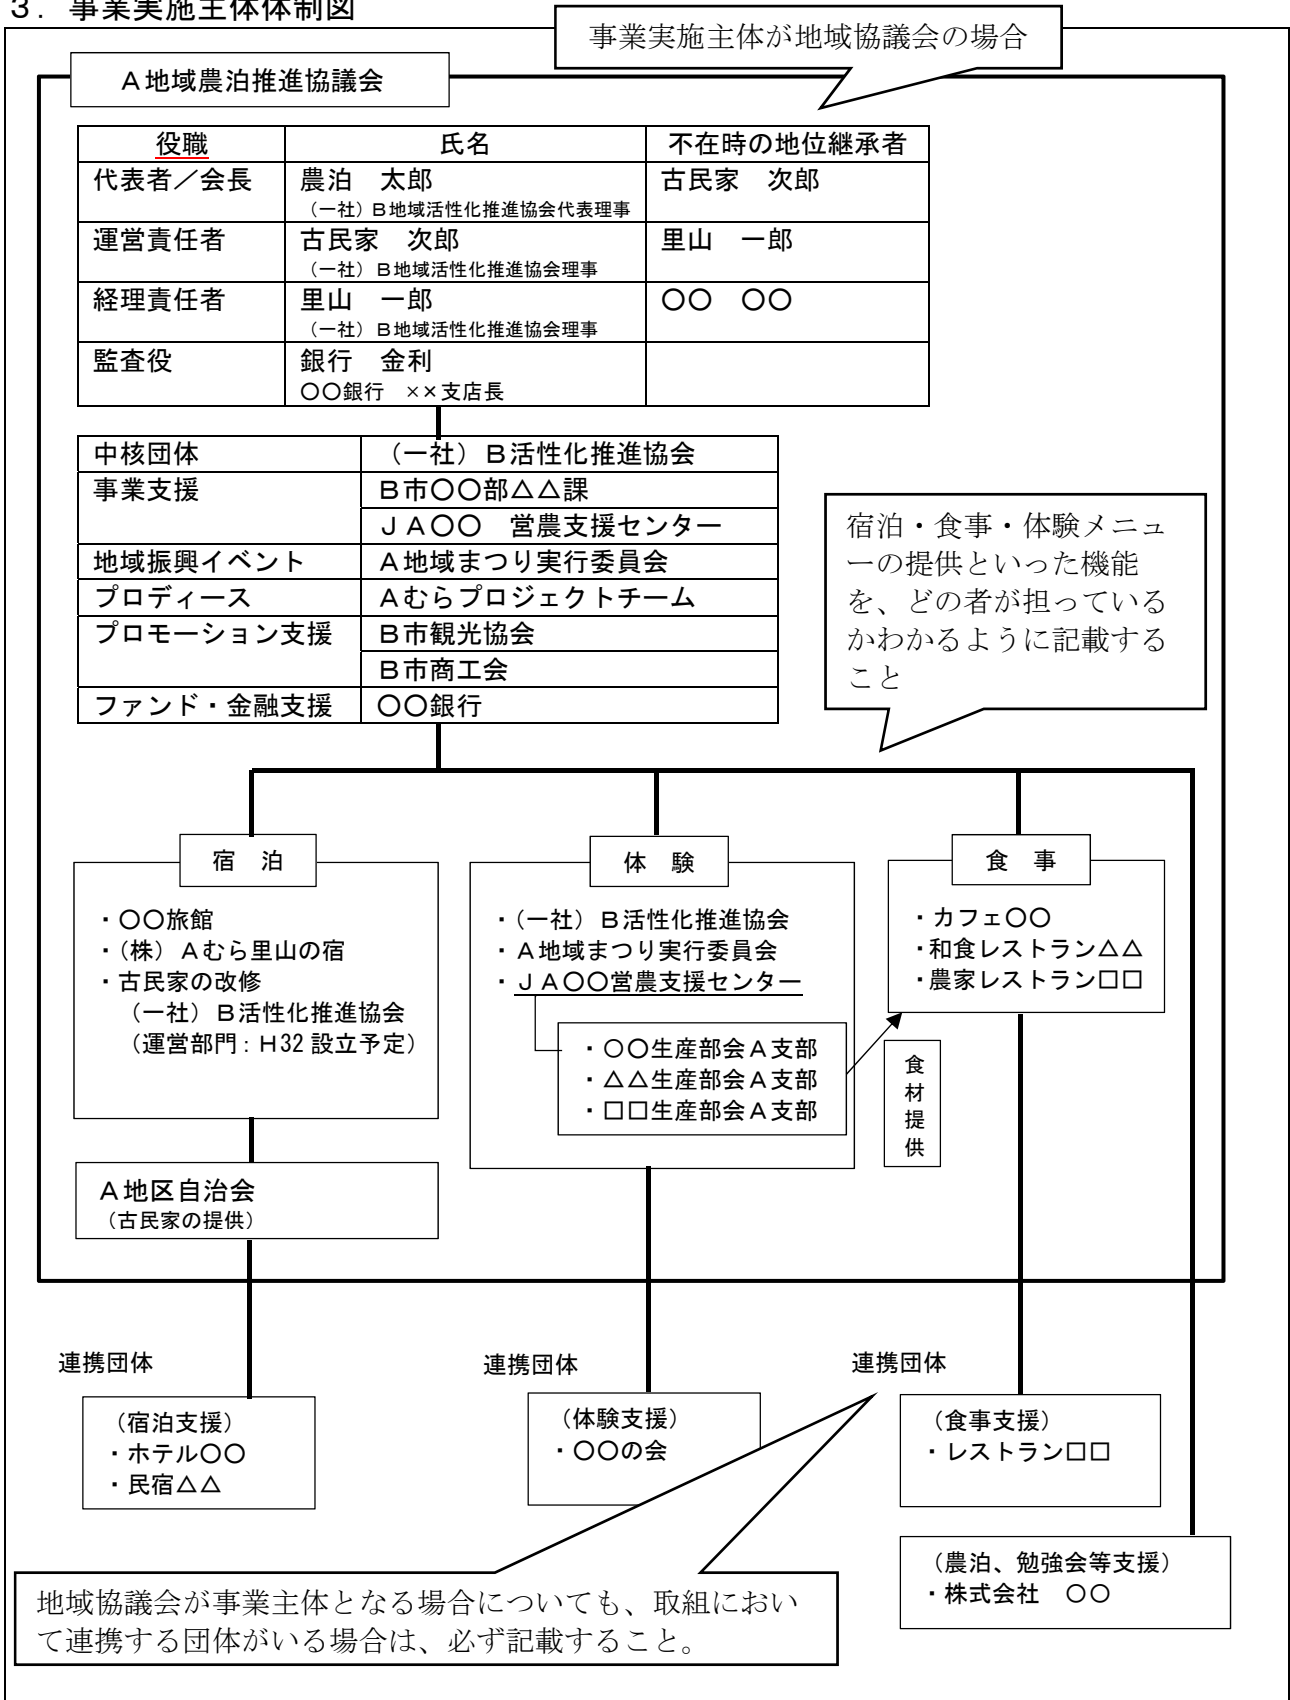 ３．事業実施主体体制図
事業実施主体が地域協議会の場合
Ａ地域農泊推進協議会
役職 氏名 不在時の地位継承者
代表者／会長 農泊　太郎 古民家　次郎
（一社）Ｂ地域活性化推進協会代表理事
運営責任者 古民家　次郎 里山　一郎
（一社）Ｂ地域活性化推進協会理事
経理責任者 里山　一郎 〇〇　〇〇
（一社）Ｂ地域活性化推進協会理事
監査役 銀行　金利
〇〇銀行　××支店長
中核団体 （一社）Ｂ活性化推進協会
事業支援 Ｂ市〇〇部△△課
ＪＡ〇〇　営農支援センター
地域振興イベント Ａ地域まつり実行委員会
プロディース Ａむらプロジェクトチーム
プロモーション支援 Ｂ市観光協会
Ｂ市商工会
ファンド・金融支援 〇〇銀行
宿泊・食事・体験メニュ
ーの提供といった機能
を、どの者が担っている
かわかるように記載する
こと
宿　泊
・〇〇旅館
・（株）Ａむら里山の宿
・古民家の改修
（一社）Ｂ活性化推進協会
（運営部門：Ｈ32 設立予定）
Ａ地区自治会
（古民家の提供）
体　験
・（一社）Ｂ活性化推進協会
・Ａ地域まつり実行委員会
・ＪＡ〇〇営農支援センター
・〇〇生産部会Ａ支部
・△△生産部会Ａ支部
・□□生産部会Ａ支部
食　事
・カフェ〇〇
・和食レストラン△△
・農家レストラン□□
食材提供
連携団体
（宿泊支援）
・ホテル〇〇
・民宿△△
連携団体
（体験支援）
・〇〇の会
連携団体
（食事支援）
・レストラン□□
（農泊、勉強会等支援）
・株式会社　〇〇
地域協議会が事業主体となる場合についても、取組におい
て連携する団体がいる場合は、必ず記載すること。